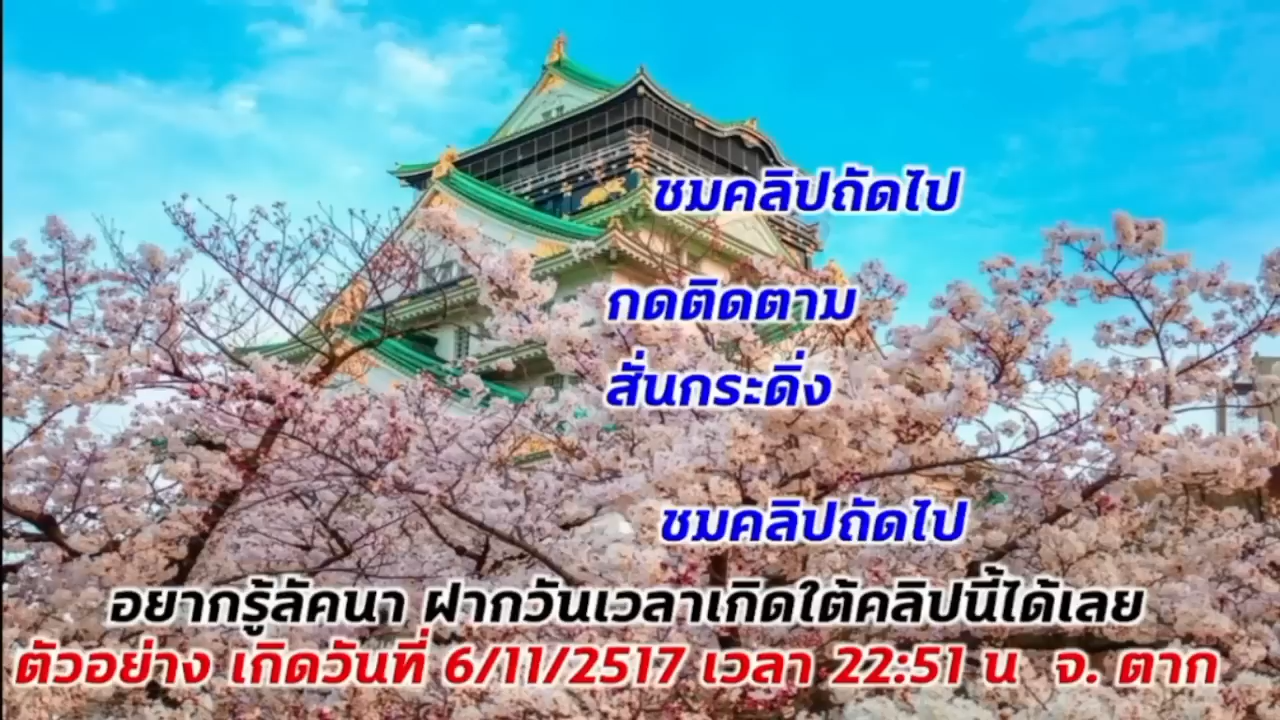 ชมคลิปถัดไป
กดติดตาม
สั่นกระดิ่ง
ชมคลิปถัดไป
อยากรู้ลัคนา ฝากวันเวลาเกิดใต้คลิปนี้ได้เลย
ตัวอย่าง เกิดวันที่ 6/11/2517 เวลา 22:51 น จ. ตาก